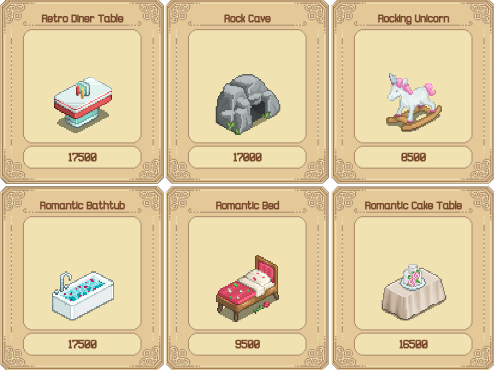 Retro Diner Table
Rock Cave
Rocking Unicorn
17500
17000
8500
Romantic Bathtub
Romantic Bed
Romantic Cake Table
17500
9500
16500